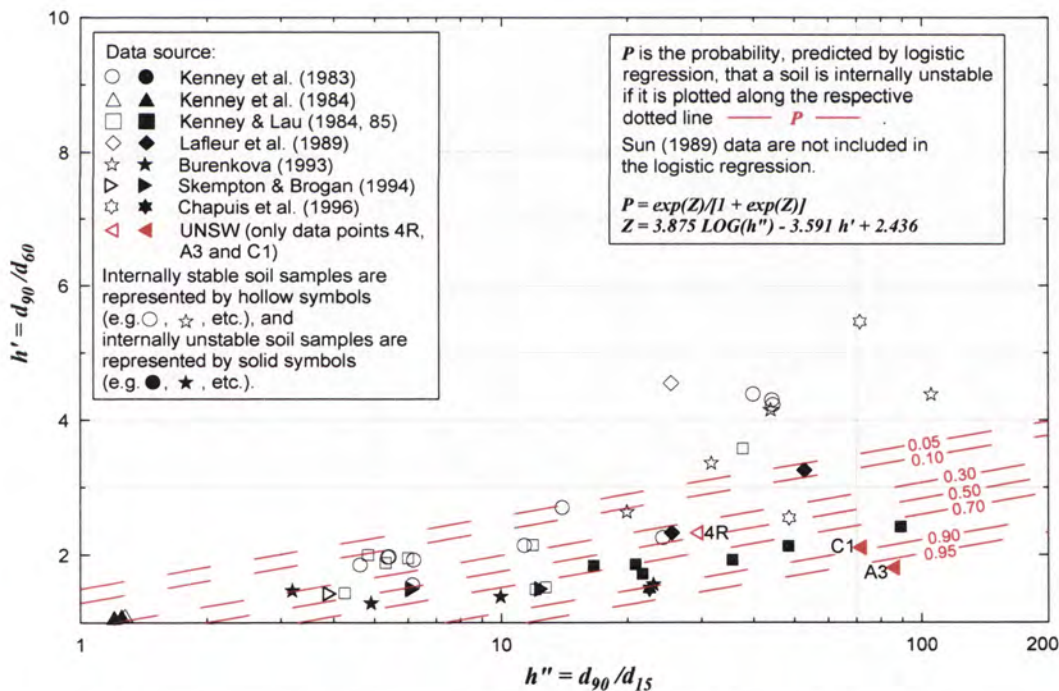 10
8
6
4
2
1
h' = d90/d60
Data source:
Kenney et al. (1983)
Kenney et al. (1984)
Kenney & Lau (1984, 85)
Lafleur et al. (1989)
Burenkova (1993)
Skempton & Brogan (1994)
Chapuis et al. (1996)
UNSW (only data points 4R,
A3 and C1)
Internally stable soil samples are
represented by hollow symbols
(e.g. ○ , ☆ , etc.), and
internally unstable soil samples are
represented by solid symbols
(e.g. ● , ★ , etc.).
P is the probability, predicted by logistic
regression, that a soil is internally unstable
if it is plotted along the respective
dotted line — P — .
Sun (1989) data are not included in
the logistic regression.
P = exp(Z)/[1 + exp(Z)]
Z = 3.875 LOG(h'') - 3.591 h' + 2.436
0.05
0.10
0.30
0.50
0.70
0.90
0.95
4R
C1
A3
1
10
100
200
h'' = d90/d15